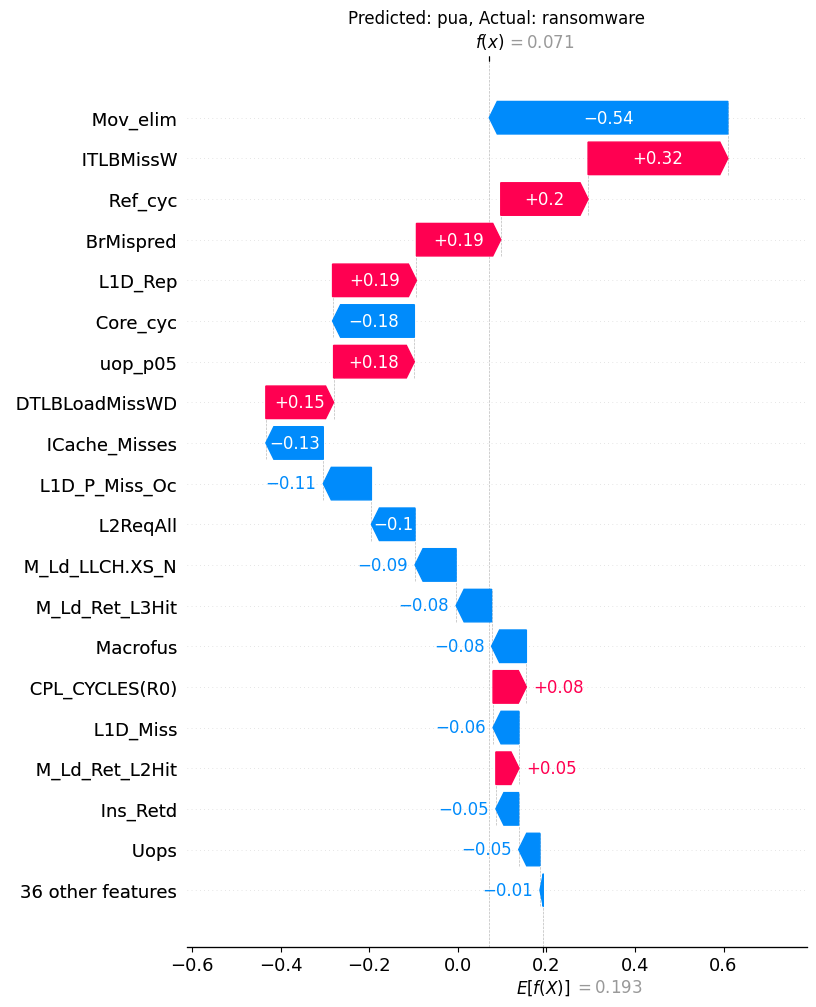 Predicted: pua, Actual: ransomware
f(x) = 0.071
Mov_elim −0.54
ITLBMissW +0.32
Ref_cyc +0.2
BrMispred +0.19
L1D_Rep +0.19
Core_cyc −0.18
uop_p05 +0.18
DTLBLoadMissWD +0.15
ICache_Misses −0.13
L1D_P_Miss_Oc −0.11
L2ReqAll −0.1
M_Ld_LLCH.XS_N −0.09
M_Ld_Ret_L3Hit −0.08
Macrofus −0.08
CPL_CYCLES(R0) +0.08
L1D_Miss −0.06
M_Ld_Ret_L2Hit +0.05
Ins_Retd −0.05
Uops −0.05
36 other features −0.01
−0.6 −0.4 −0.2 0.0 0.2 0.4 0.6
E[f(X)] = 0.193